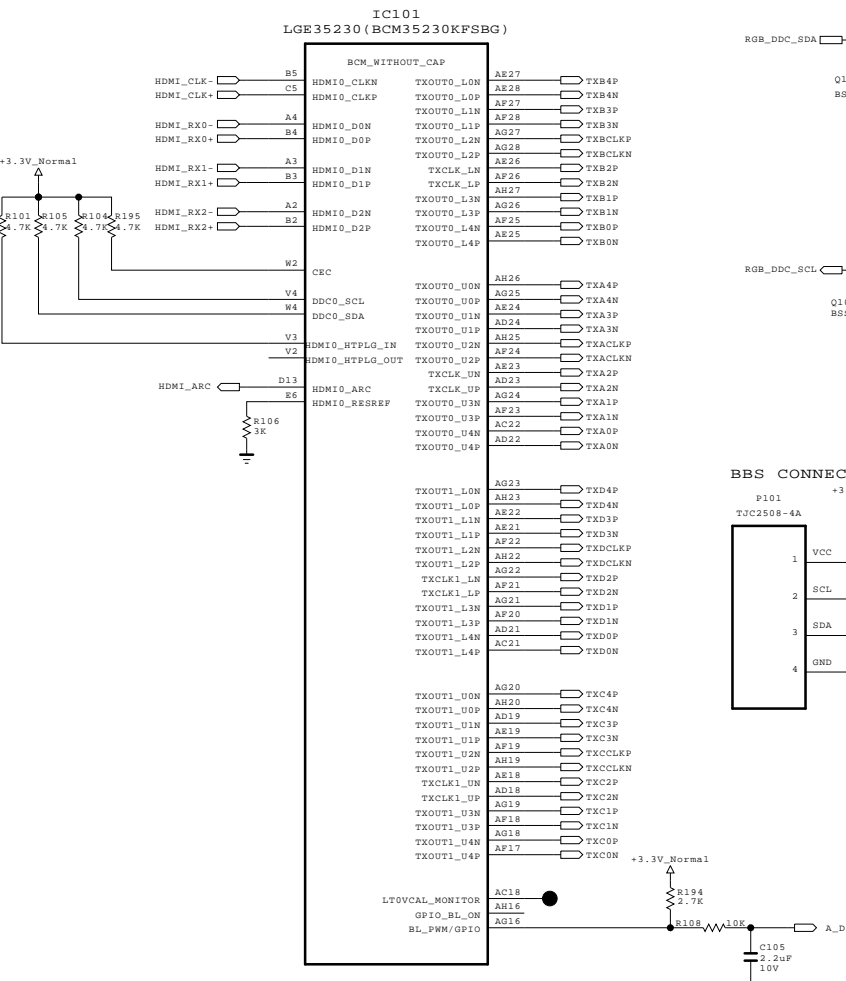 IC101
LGE35230(BCM35230KFSBG)
BCM_WITHOUT_CAP
HDMI_CLK- B5 HDMI0_CLKN
HDMI_CLK+ C5 HDMI0_CLKP
HDMI_RX0- A4 HDMI0_D0N
HDMI_RX0+ B4 HDMI0_D0P
HDMI_RX1- A3 HDMI0_D1N
HDMI_RX1+ B3 HDMI0_D1P
HDMI_RX2- A2 HDMI0_D2N
HDMI_RX2+ B2 HDMI0_D2P
+3.3V_Normal
R101 R105 R104 R195
4.7K 4.7K 4.7K 4.7K
W2 CEC
V4 DDC0_SCL
W4 DDC0_SDA
V3 HDMI0_HTPLG_IN
V2 HDMI0_HTPLG_OUT
HDMI_ARC D13 HDMI0_ARC
E6 HDMI0_RESREF
R106
3K
TXOUT0_L0N AE27 TXB4P
TXOUT0_L0P AE28 TXB4N
TXOUT0_L1N AF27 TXB3P
TXOUT0_L1P AF28 TXB3N
TXOUT0_L2N AG27 TXBCLKP
TXOUT0_L2P AG28 TXBCLKN
TXCLK_LN AE26 TXB2P
TXCLK_LP AF26 TXB2N
TXOUT0_L3N AH27 TXB1P
TXOUT0_L3P AG26 TXB1N
TXOUT0_L4N AF25 TXB0P
TXOUT0_L4P AE25 TXB0N
TXOUT0_U0N AH26 TXA4P
TXOUT0_U0P AG25 TXA4N
TXOUT0_U1N AE24 TXA3P
TXOUT0_U1P AD24 TXA3N
TXOUT0_U2N AH25 TXACLKP
TXOUT0_U2P AF24 TXACLKN
TXCLK_UN AE23 TXA2P
TXCLK_UP AD23 TXA2N
TXOUT0_U3N AG24 TXA1P
TXOUT0_U3P AF23 TXA1N
TXOUT0_U4N AC22 TXA0P
TXOUT0_U4P AD22 TXA0N
TXOUT1_L0N AG23 TXD4P
TXOUT1_L0P AH23 TXD4N
TXOUT1_L1N AE22 TXD3P
TXOUT1_L1P AE21 TXD3N
TXOUT1_L2N AF22 TXDCLKP
TXOUT1_L2P AH22 TXDCLKN
TXCLK1_LN AG22 TXD2P
TXCLK1_LP AF21 TXD2N
TXOUT1_L3N AG21 TXD1P
TXOUT1_L3P AF20 TXD1N
TXOUT1_L4N AD21 TXD0P
TXOUT1_L4P AC21 TXD0N
TXOUT1_U0N AG20 TXC4P
TXOUT1_U0P AH20 TXC4N
TXOUT1_U1N AD19 TXC3P
TXOUT1_U1P AE19 TXC3N
TXOUT1_U2N AF19 TXCCLKP
TXOUT1_U2P AH19 TXCCLKN
TXCLK1_UN AE18 TXC2P
TXCLK1_UP AD18 TXC2N
TXOUT1_U3N AG19 TXC1P
TXOUT1_U3P AF18 TXC1N
TXOUT1_U4N AG18 TXC0P
TXOUT1_U4P AF17 TXC0N
LT0VCAL_MONITOR AC18
GPIO_BL_ON AH16
BL_PWM/GPIO AG16
+3.3V_Normal
R194
2.7K
R108 10K A_D
C105
2.2uF
10V
RGB_DDC_SDA
Q1
BS
RGB_DDC_SCL
Q10
BSS
BBS CONNEC
+3
P101
TJC2508-4A
1 VCC
2 SCL
3 SDA
4 GND